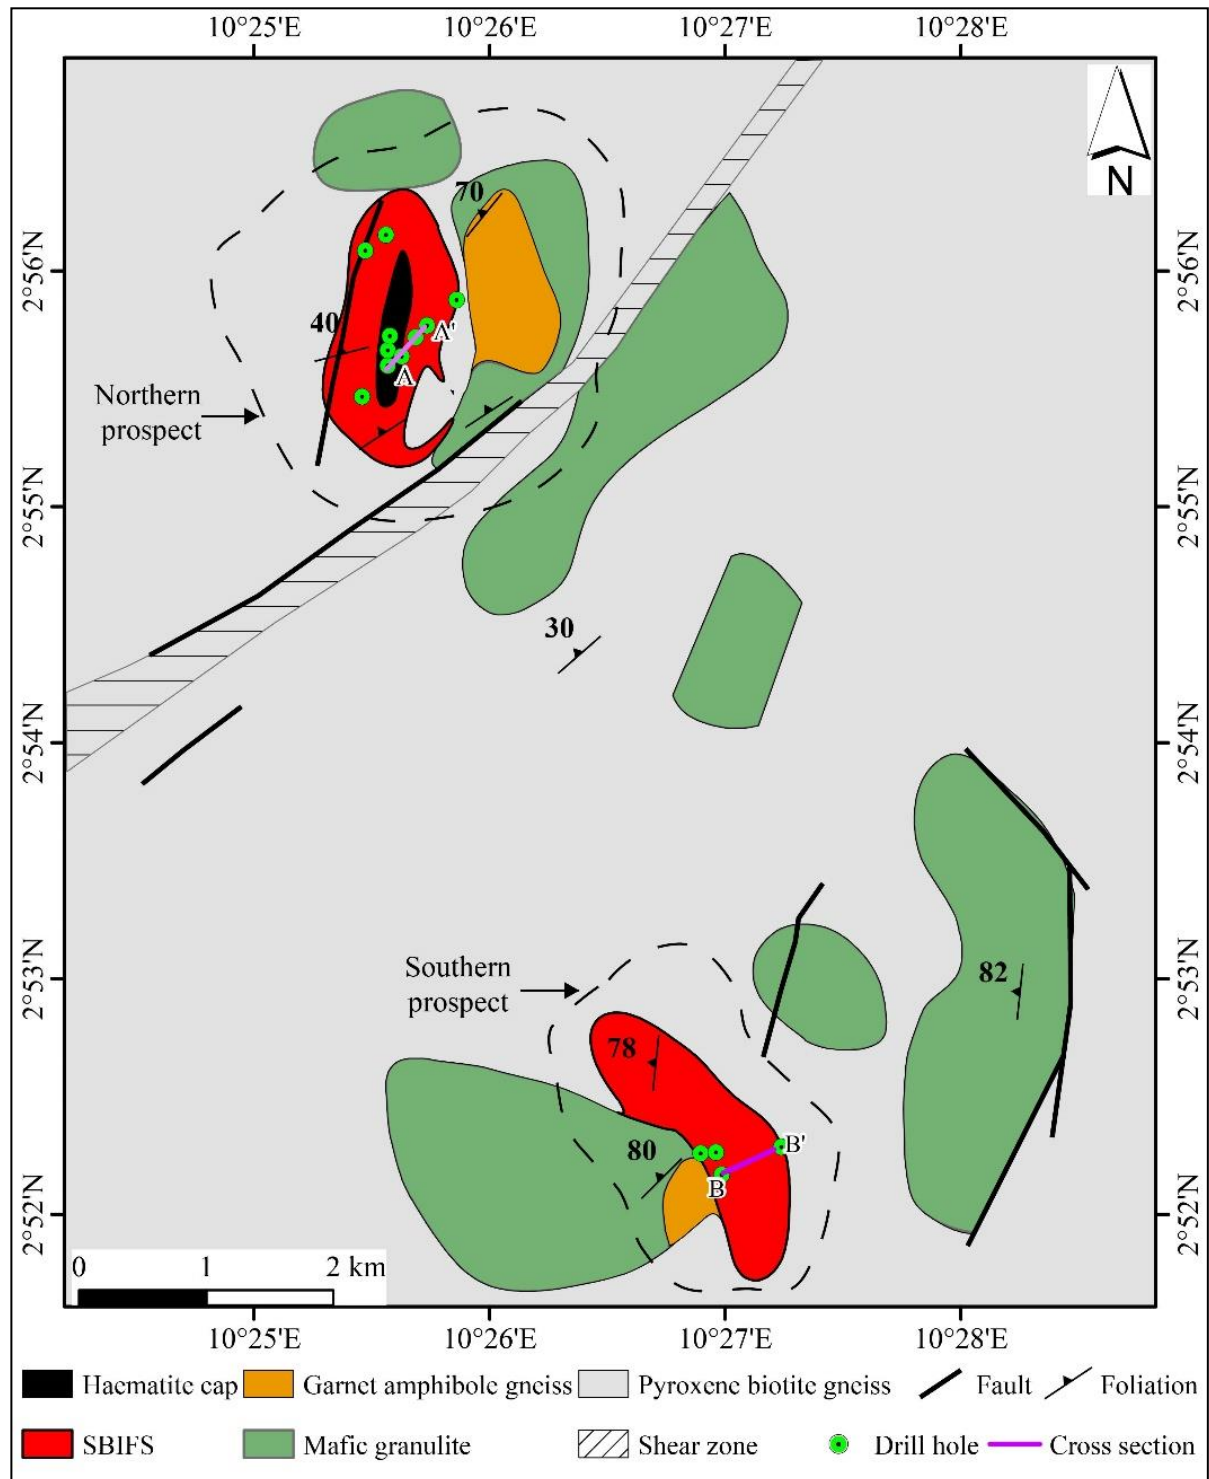 10°25'E 10°26'E 10°27'E 10°28'E
N
70
2°56'N 2°56'N
40
A'
A
Northern
prospect
2°55'N 2°55'N
30
2°54'N 2°54'N
Southern
prospect
82
2°53'N 2°53'N
78
80
B'
B
2°52'N 2°52'N
0 1 2 km
10°25'E 10°26'E 10°27'E 10°28'E
Haematite cap Garnet amphibole gneiss Pyroxene biotite gneiss Fault Foliation
SBIFS Mafic granulite Shear zone Drill hole Cross section